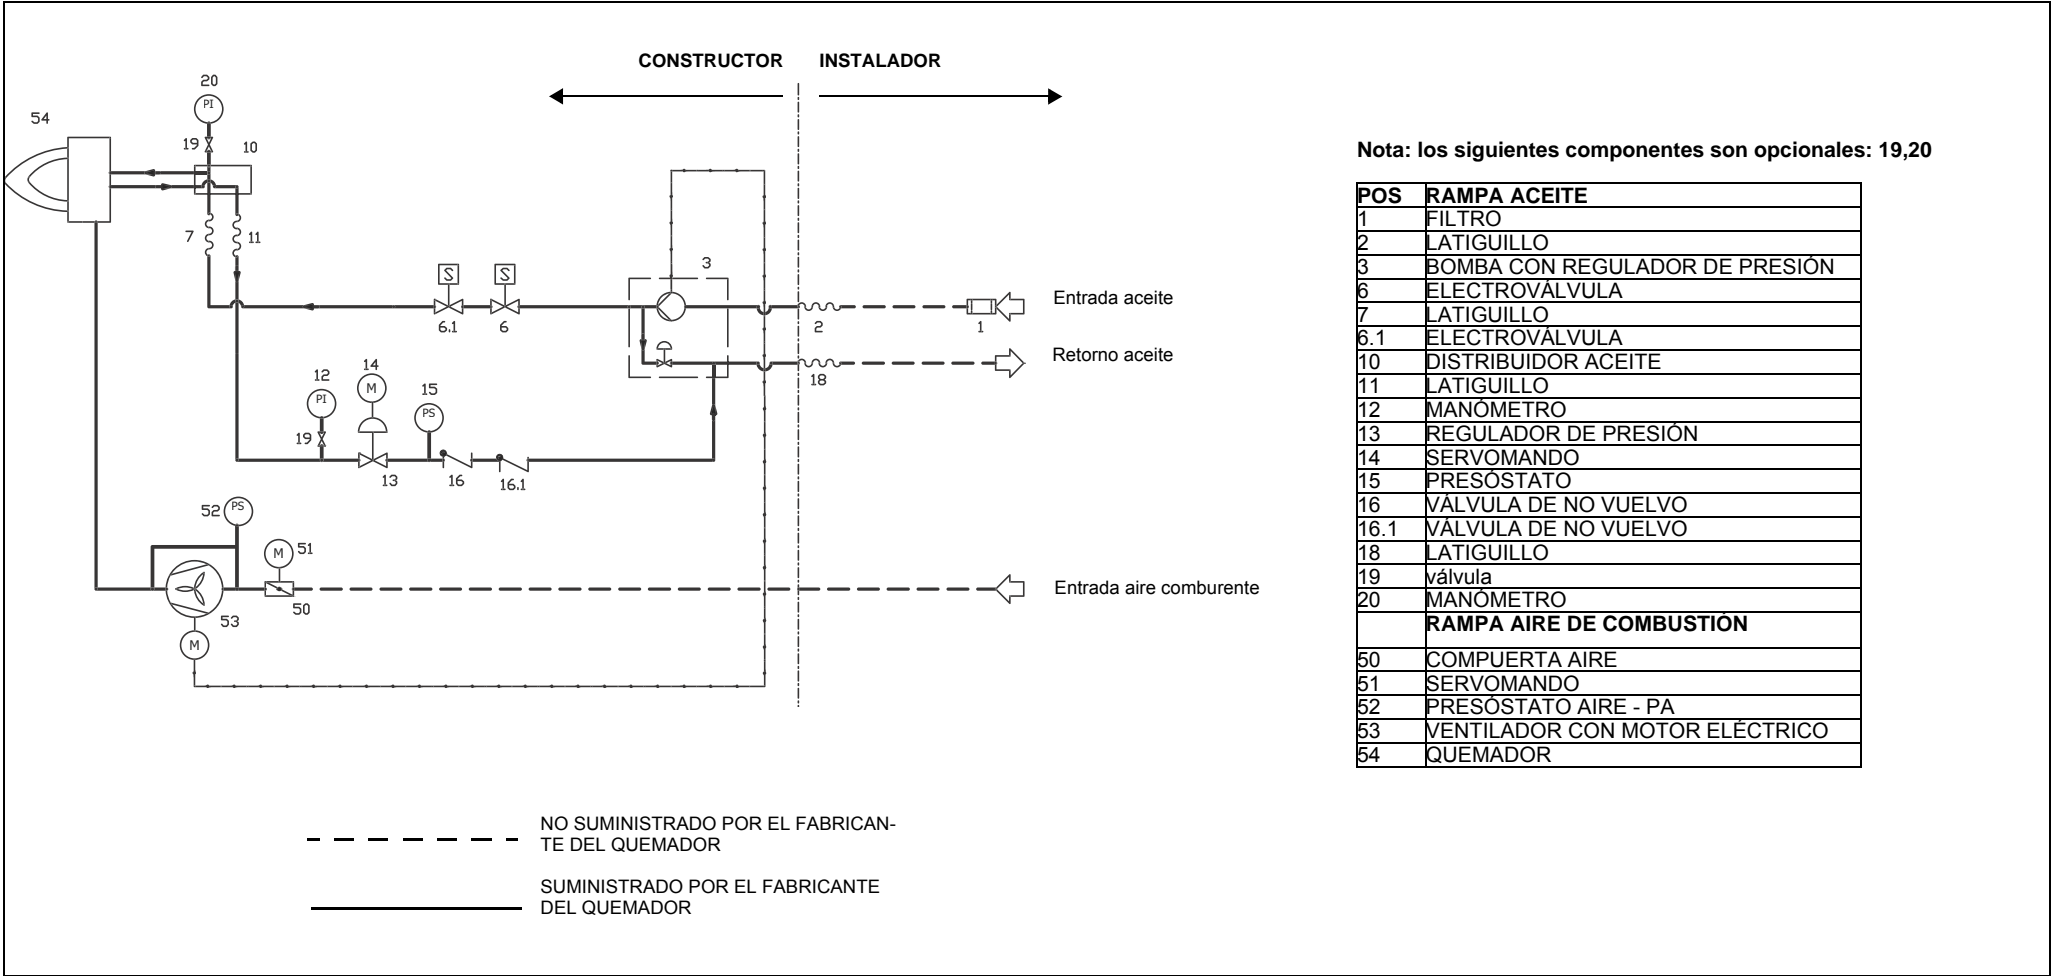 CONSTRUCTOR INSTALADOR
20
PI
54
19
10
7
11
S
S
3
6.1
6
2
1
Entrada aceite
Retorno aceite
18
14
12
M
15
PI
PS
19
13
16
16.1
52
PS
M
51
50
53
M
Entrada aire comburente
Nota: los siguientes componentes son opcionales: 19,20
POS RAMPA ACEITE
1 FILTRO
2 LATIGUILLO
3 BOMBA CON REGULADOR DE PRESIÓN
6 ELECTROVÁLVULA
7 LATIGUILLO
6.1 ELECTROVÁLVULA
10 DISTRIBUIDOR ACEITE
11 LATIGUILLO
12 MANÓMETRO
13 REGULADOR DE PRESIÓN
14 SERVOMANDO
15 PRESÓSTATO
16 VÁLVULA DE NO VUELVO
16.1 VÁLVULA DE NO VUELVO
18 LATIGUILLO
19 válvula
20 MANÓMETRO
RAMPA AIRE DE COMBUSTIÓN
50 COMPUERTA AIRE
51 SERVOMANDO
52 PRESÓSTATO AIRE - PA
53 VENTILADOR CON MOTOR ELÉCTRICO
54 QUEMADOR
NO SUMINISTRADO POR EL FABRICAN-
TE DEL QUEMADOR
SUMINISTRADO POR EL FABRICANTE
DEL QUEMADOR